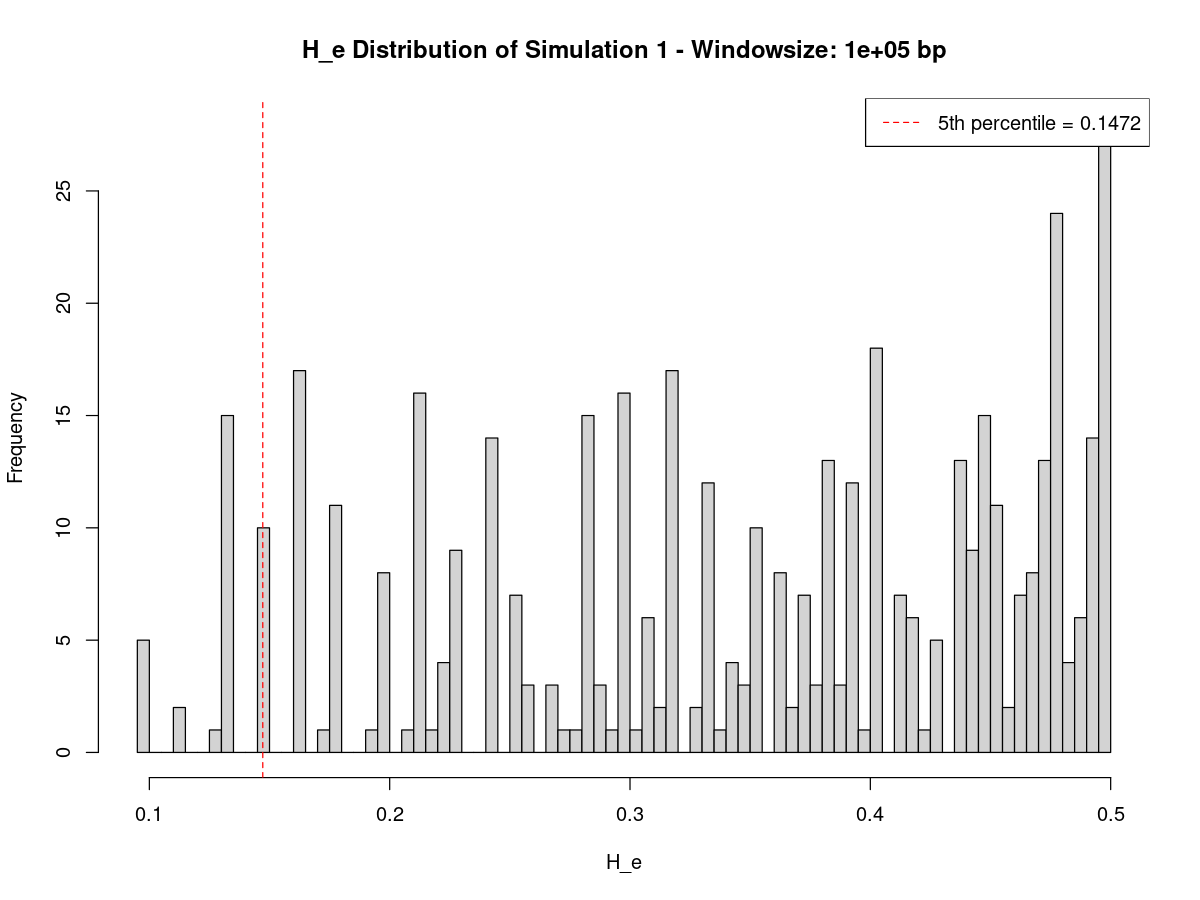 H_e Distribution of Simulation 1 - Windowsize: 1e+05 bp
5th percentile = 0.1472
Frequency
25
20
15
10
5
0
0.1 0.2 0.3 0.4 0.5
H_e